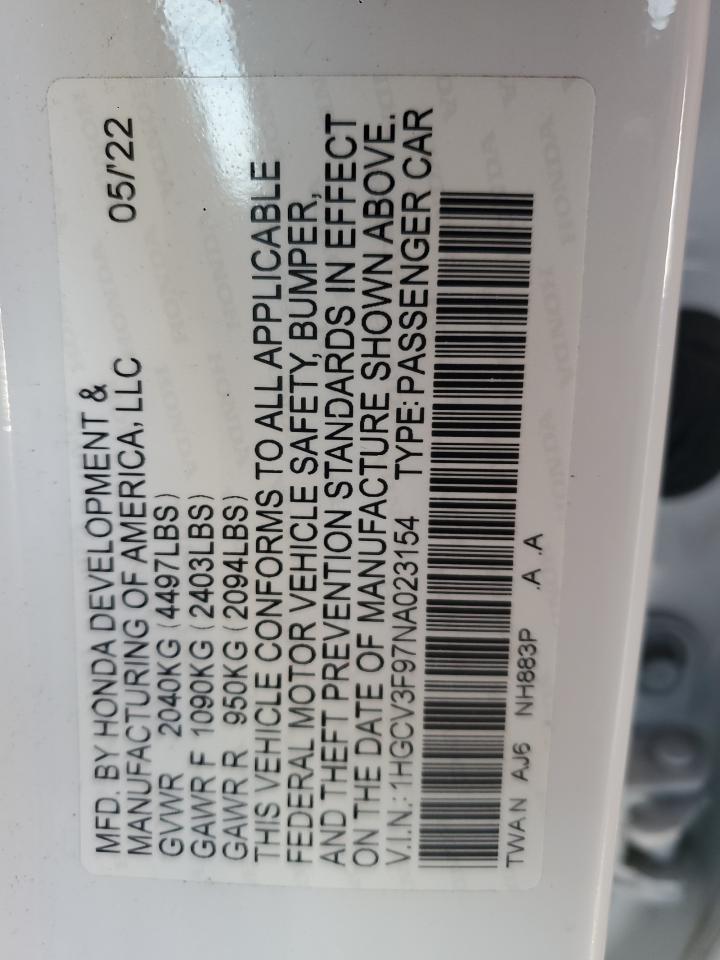 MFD. BY HONDA DEVELOPMENT & 05/'22
MANUFACTURING OF AMERICA, LLC
GVWR 2040KG (4497LBS)
GAWR F 1090KG (2403LBS)
GAWR R 950KG (2094LBS)
THIS VEHICLE CONFORMS TO ALL APPLICABLE
FEDERAL MOTOR VEHICLE SAFETY, BUMPER,
AND THEFT PREVENTION STANDARDS IN EFFECT
ON THE DATE OF MANUFACTURE SHOWN ABOVE.
V.I.N.: 1HGCV3F97NA023154 TYPE: PASSENGER CAR
TWAN AJ6 NH883P .A .A